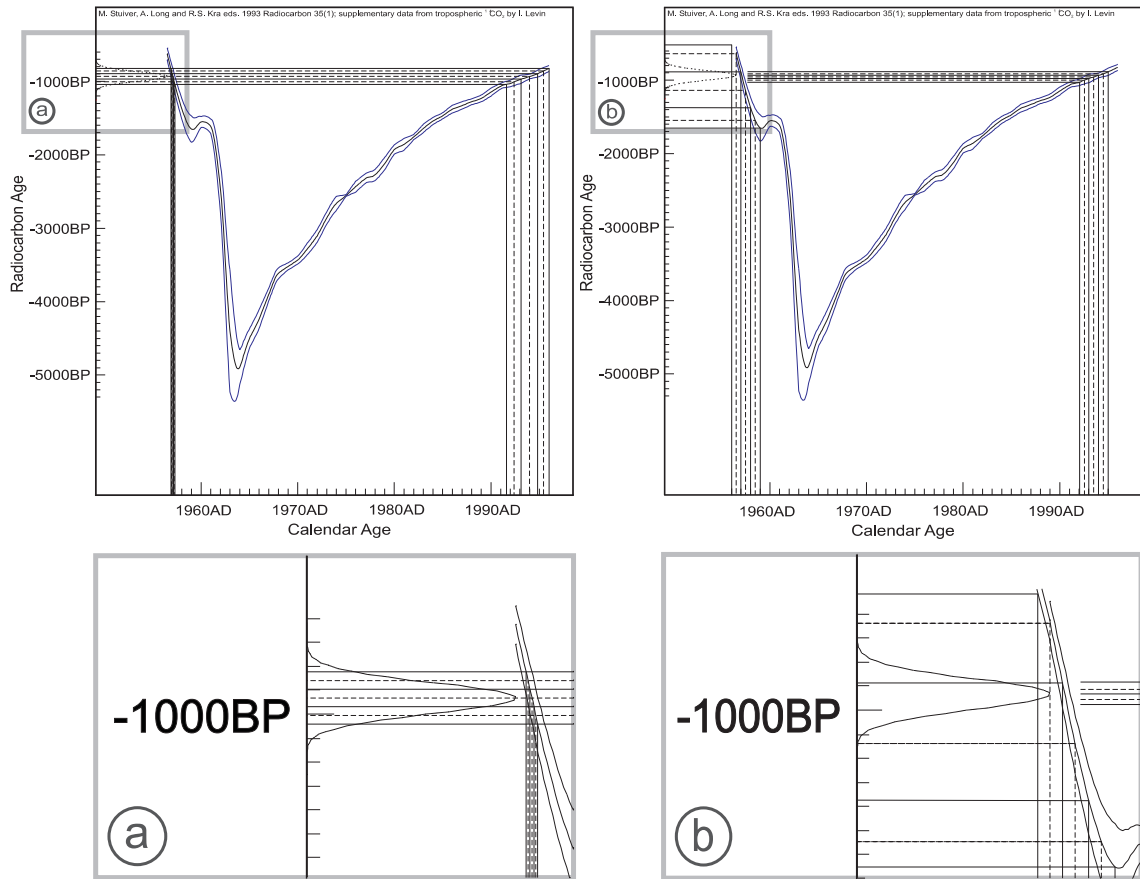 M. Stuiver, A. Long and R.S. Kra eds. 1993 Radiocarbon 35(1); supplementary data from tropospheric ¹CO₂ by I. Levin
Radiocarbon Age
-1000BP
-2000BP
-3000BP
-4000BP
-5000BP
a
1960AD 1970AD 1980AD 1990AD
Calendar Age
M. Stuiver, A. Long and R.S. Kra eds. 1993 Radiocarbon 35(1); supplementary data from tropospheric ¹CO₂ by I. Levin
Radiocarbon Age
-1000BP
-2000BP
-3000BP
-4000BP
-5000BP
b
1960AD 1970AD 1980AD 1990AD
Calendar Age
-1000BP
a
-1000BP
b